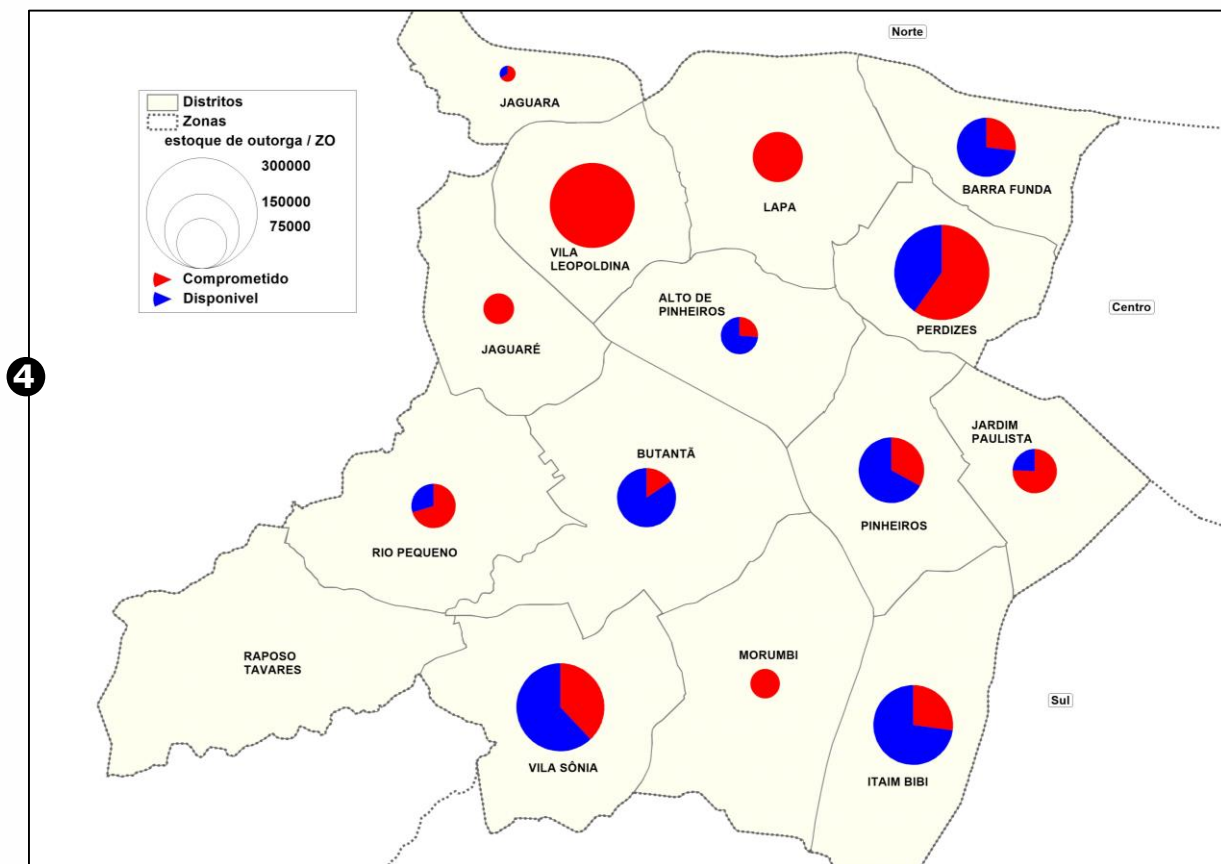 Norte
JAGUARA
Distritos
Zonas
estoque de outorga / ZO
300000
150000
75000
Comprometido
Disponivel
BARRA FUNDA
LAPA
VILA
LEOPOLDINA
ALTO DE
PINHEIROS
PERDIZES
Centro
JAGUARÉ
4
JARDIM
PAULISTA
BUTANTÃ
PINHEIROS
RIO PEQUENO
RAPOSO
TAVARES
MORUMBI
Sul
VILA SÔNIA
ITAIM BIBI